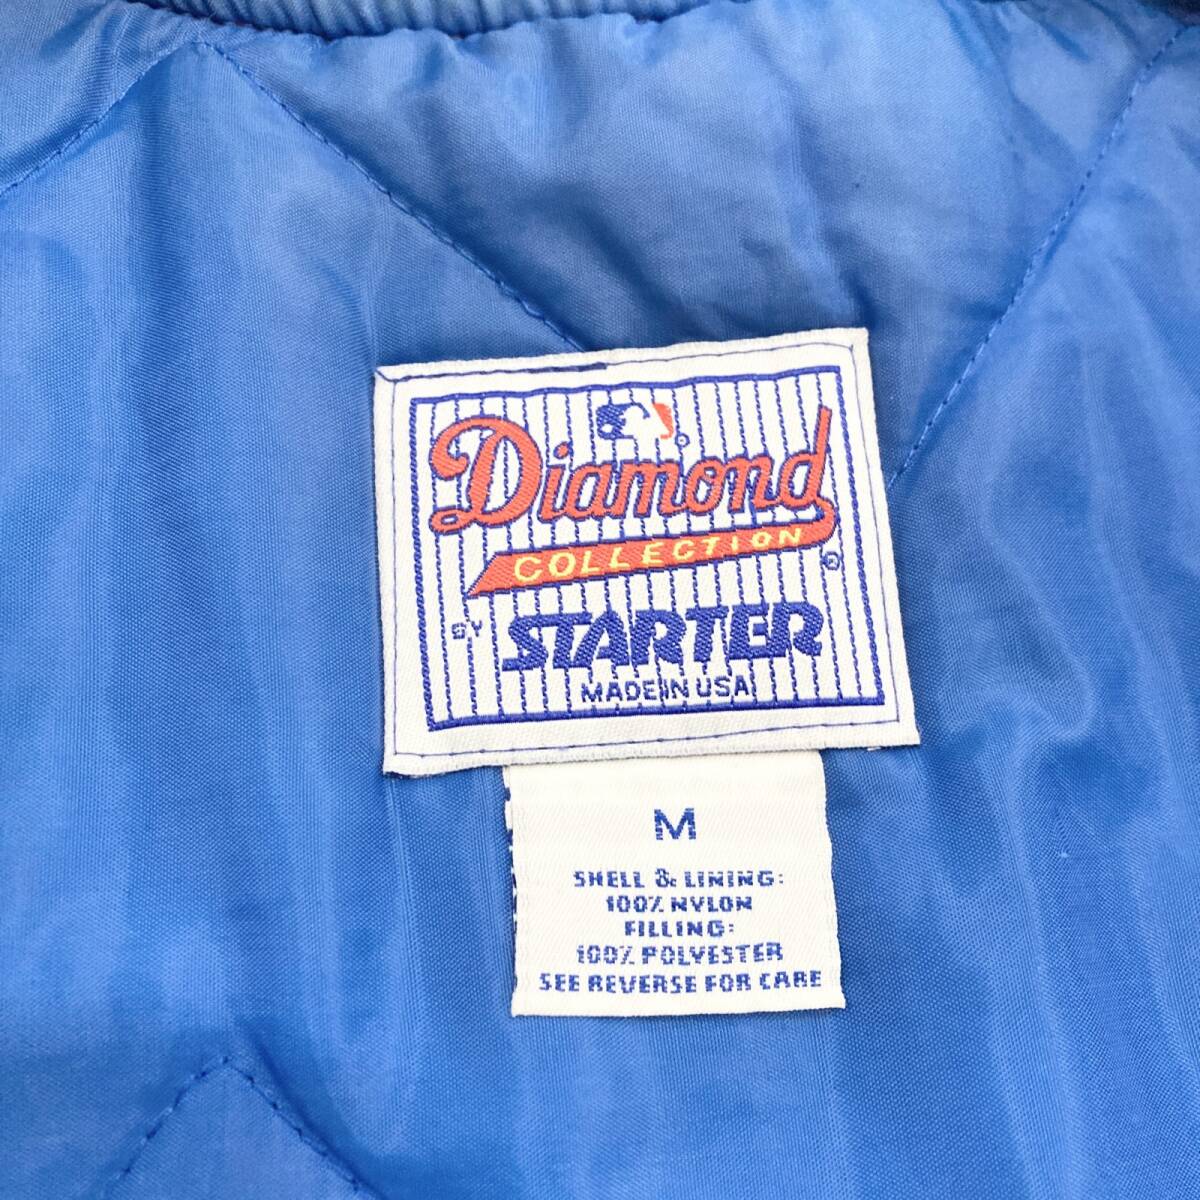 Diamond
COLLECTION
BY STARTER
MADE IN USA
M
SHELL & LINING:
100% NYLON
FILLING:
100% POLYESTER
SEE REVERSE FOR CARE